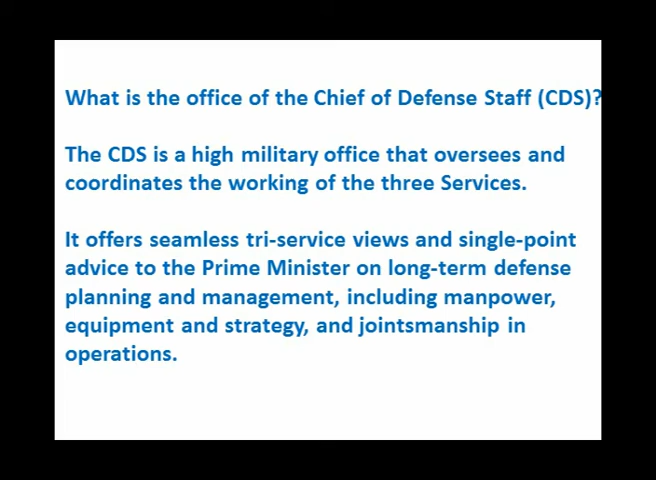 What is the office of the Chief of Defense Staff (CDS)?
The CDS is a high military office that oversees and
coordinates the working of the three Services.
It offers seamless tri-service views and single-point
advice to the Prime Minister on long-term defense
planning and management, including manpower,
equipment and strategy, and jointsmanship in
operations.